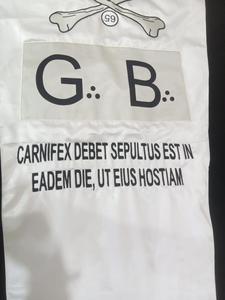 65
G∴ B∴
CARNIFEX DEBET SEPULTUS EST IN
EADEM DIE, UT EIUS HOSTIAM